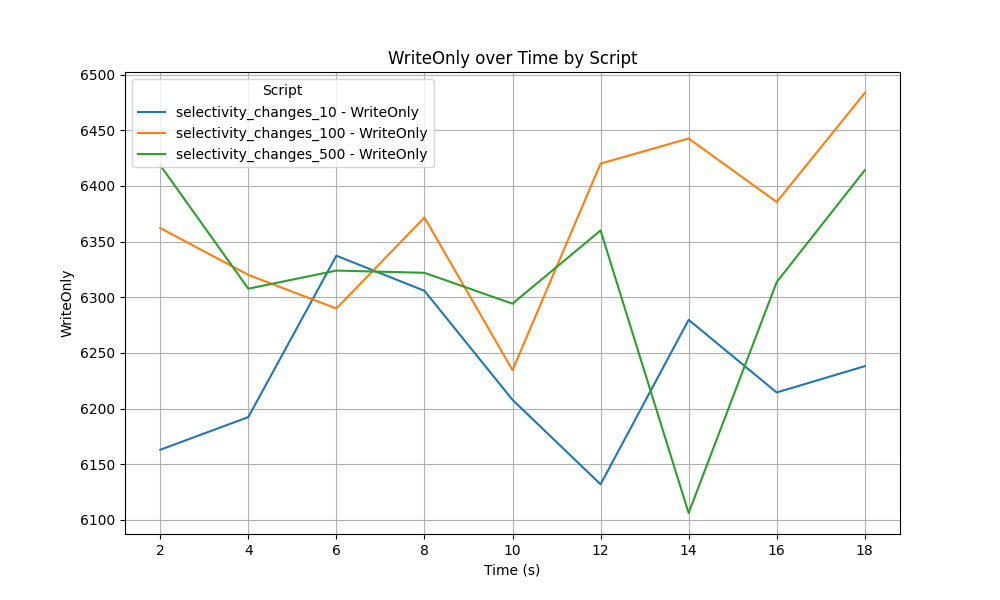 WriteOnly over Time by Script
Script
selectivity_changes_10 - WriteOnly
selectivity_changes_100 - WriteOnly
selectivity_changes_500 - WriteOnly
WriteOnly
6500
6450
6400
6350
6300
6250
6200
6150
6100
2 4 6 8 10 12 14 16 18
Time (s)